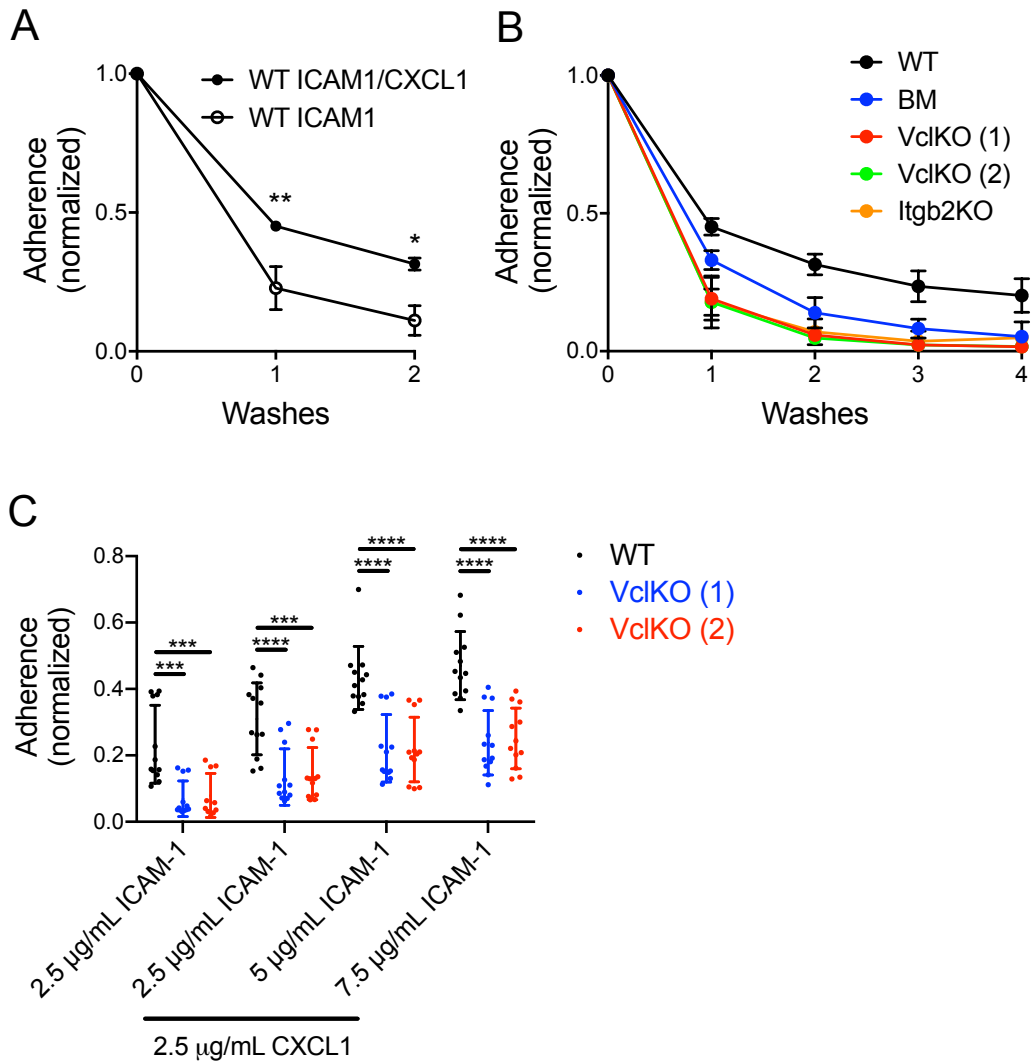 A
Adherence
(normalized)
1.0
0.5
0.0
0
1
2
Washes
WT ICAM1/CXCL1
WT ICAM1
**
*
B
Adherence
(normalized)
1.0
0.5
0.0
0
1
2
3
4
Washes
WT
BM
VclKO (1)
VclKO (2)
Itgb2KO
C
Adherence
(normalized)
0.8
0.6
0.4
0.2
0.0
***
***
***
****
****
****
****
****
WT
VclKO (1)
VclKO (2)
2.5 µg/mL ICAM-1
2.5 µg/mL ICAM-1
5 µg/mL ICAM-1
7.5 µg/mL ICAM-1
2.5 µg/mL CXCL1